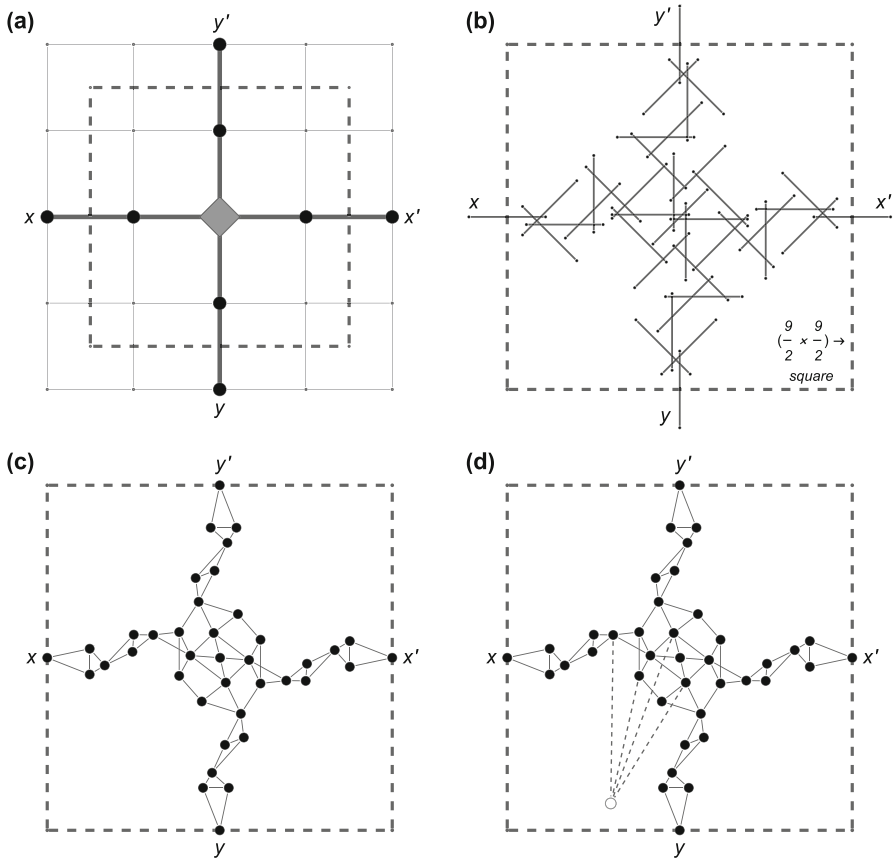 (a)
y'
x
x'
y
(b)
y'
x
x'
(9/2 × 9/2) →
square
y
(c)
y'
x
x'
y
(d)
y'
x
x'
y